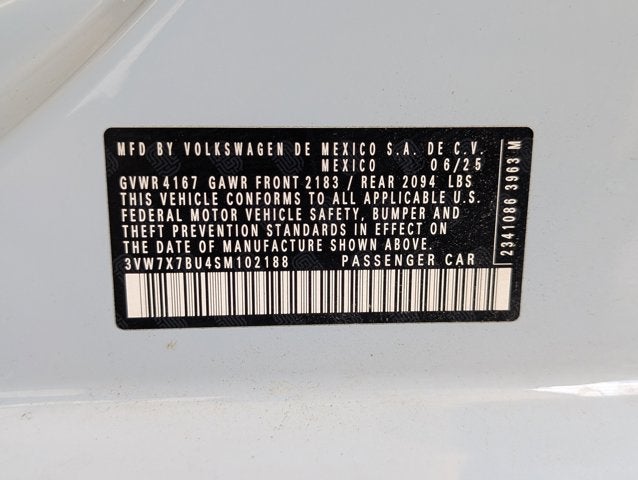 MFD BY VOLKSWAGEN DE MEXICO S.A. DE C.V.
MEXICO 06/25
GVWR 4167 GAWR FRONT 2183 / REAR 2094 LBS
THIS VEHICLE CONFORMS TO ALL APPLICABLE U.S.
FEDERAL MOTOR VEHICLE SAFETY, BUMPER AND
THEFT PREVENTION STANDARDS IN EFFECT ON
THE DATE OF MANUFACTURE SHOWN ABOVE.
3VW7X7BU4SM102188 PASSENGER CAR
2341086 3963 M